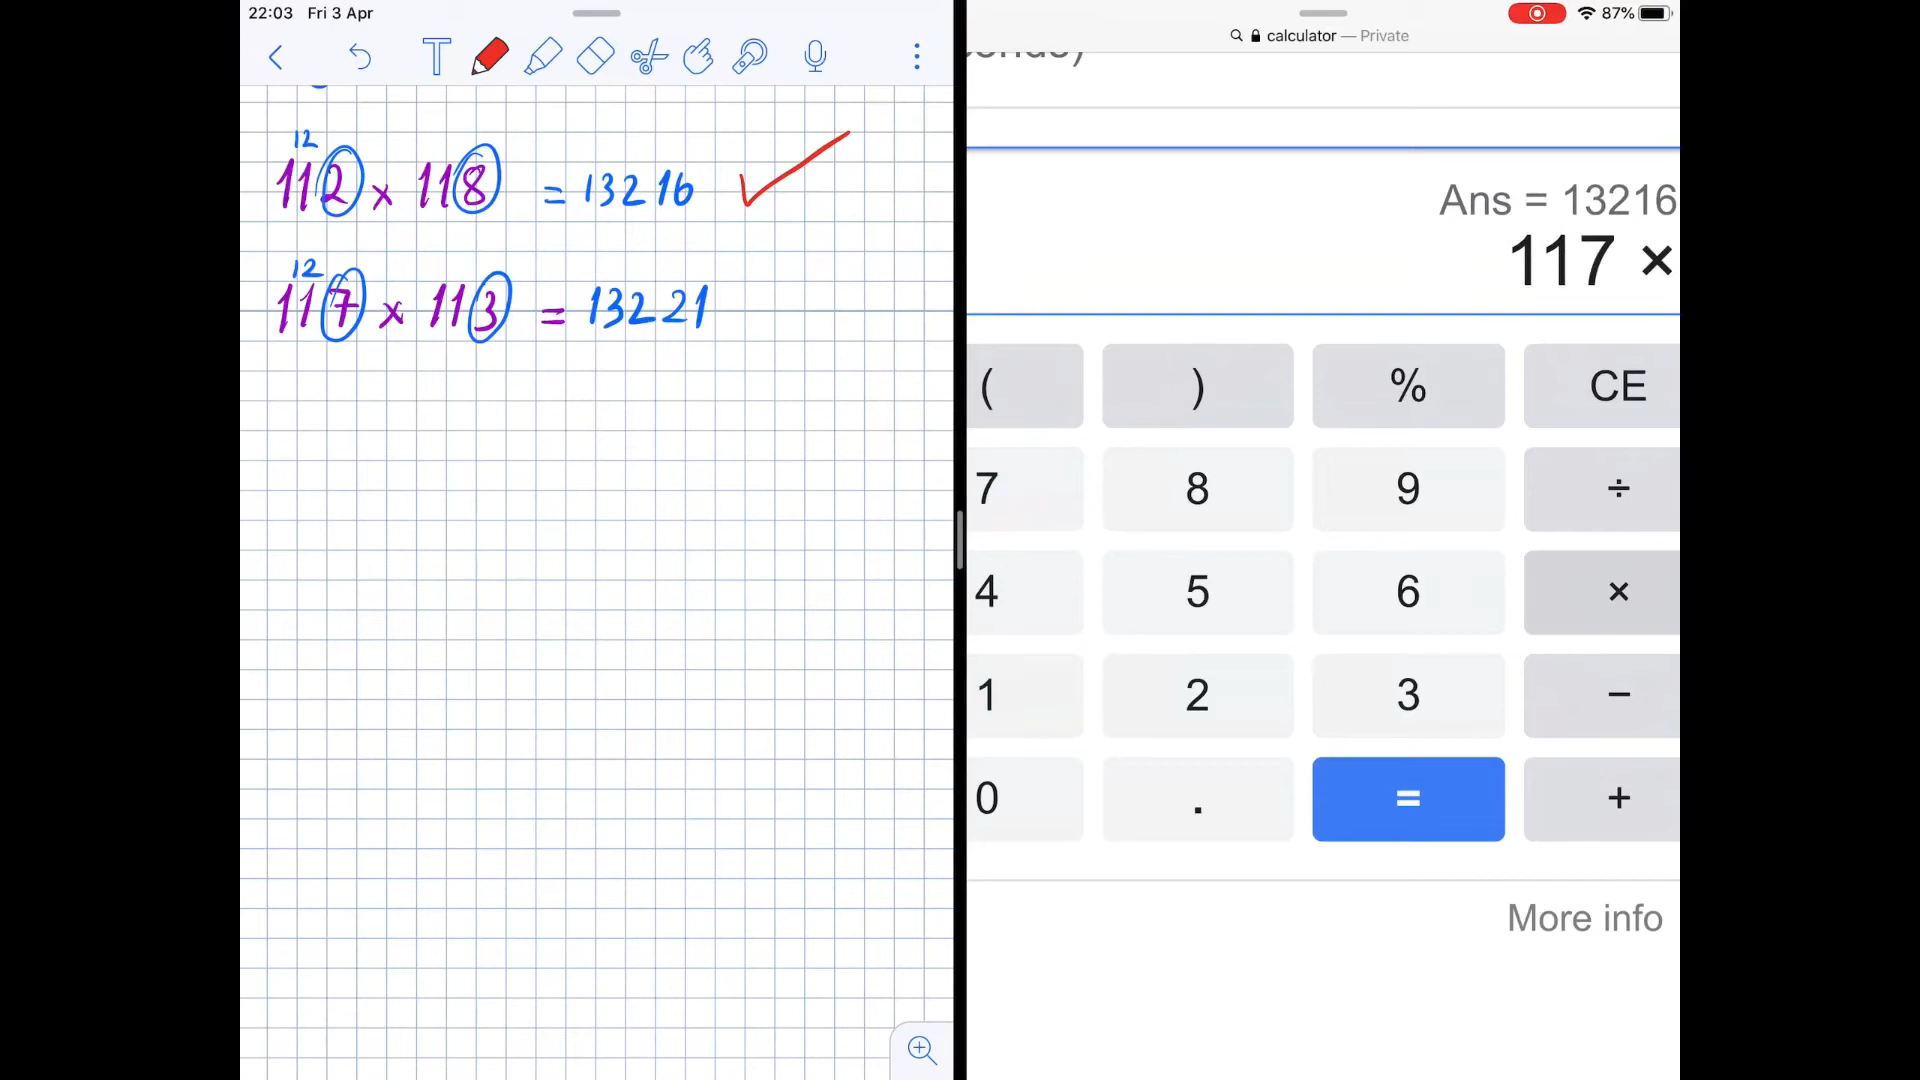 22:03 Fri 3 Apr
12
112 × 118 = 13216
12
117 × 113 = 13221
87%
calculator — Private
Ans = 13216
117 ×
( ) % CE
7 8 9 ÷
4 5 6 ×
1 2 3 −
0 . = +
More info